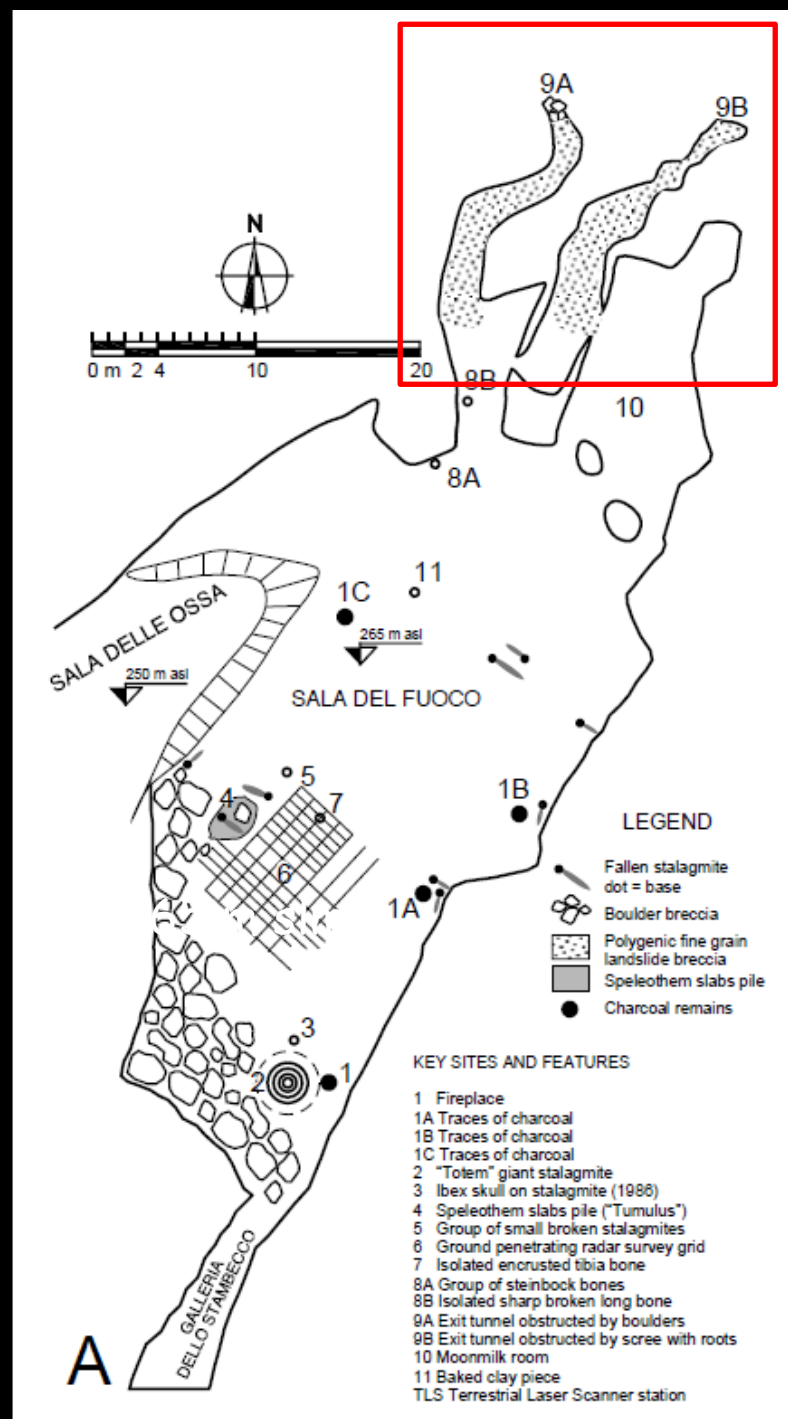 9A
9B
N
0 m 2 4 10 20
8B
10
8A
11
1C
SALA DELLE OSSA
265 m asl
250 m asl
SALA DEL FUOCO
5
1B
4
7
LEGEND
6
Fallen stalagmite
dot = base
1A
Boulder breccia
Polygenic fine grain
landslide breccia
Speleothem slabs pile
Charcoal remains
3
2
1
KEY SITES AND FEATURES
1 Fireplace
1A Traces of charcoal
1B Traces of charcoal
1C Traces of charcoal
2 "Totem" giant stalagmite
3 Ibex skull on stalagmite (1986)
4 Speleothem slabs pile ("Tumulus")
5 Group of small broken stalagmites
6 Ground penetrating radar survey grid
7 Isolated encrusted tibia bone
8A Group of steinbock bones
8B Isolated sharp broken long bone
9A Exit tunnel obstructed by boulders
9B Exit tunnel obstructed by scree with roots
10 Moonmilk room
11 Baked clay piece
TLS Terrestrial Laser Scanner station
GALLERIA
DELLO STAMBECCO
A